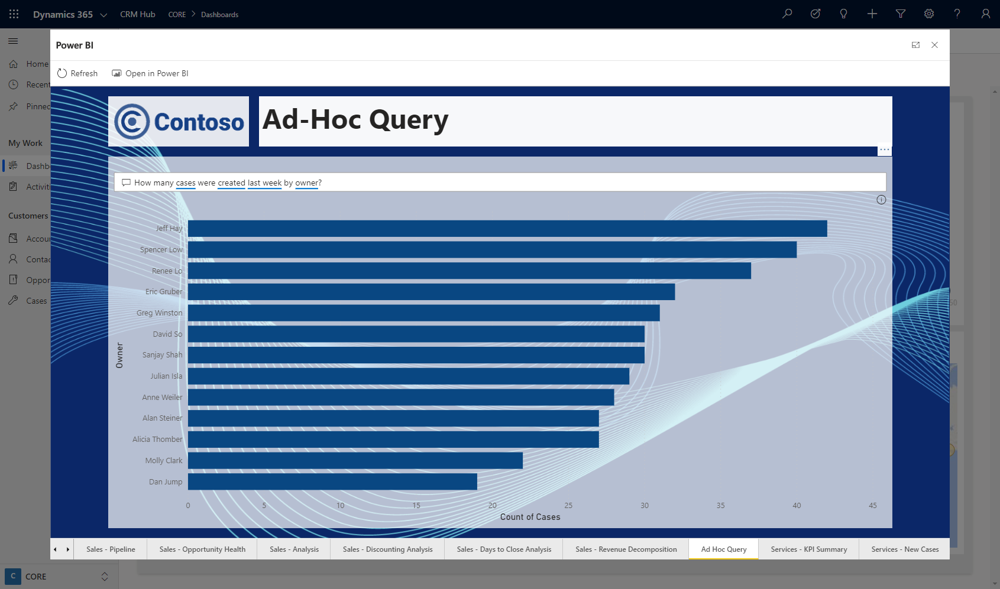 Dynamics 365
CRM Hub
CORE > Dashboards
Power BI
Refresh
Open in Power BI
Home
Recent
Pinned
My Work
Dashb
Activiti
Customers
Accou
Contac
Oppor
Cases
Contoso
Ad-Hoc Query
...
How many cases were created last week by owner?
Owner
Jeff Hay
Spencer Low
Renee Lo
Eric Gruber
Greg Winston
David So
Sanjay Shah
Julian Isla
Anne Weiler
Alan Steiner
Alicia Thomber
Molly Clark
Dan Jump
0 5 10 15 20 25 30 35 40 45
Count of Cases
Sales - Pipeline
Sales - Opportunity Health
Sales - Analysis
Sales - Discounting Analysis
Sales - Days to Close Analysis
Sales - Revenue Decomposition
Ad Hoc Query
Services - KPI Summary
Services - New Cases
C CORE